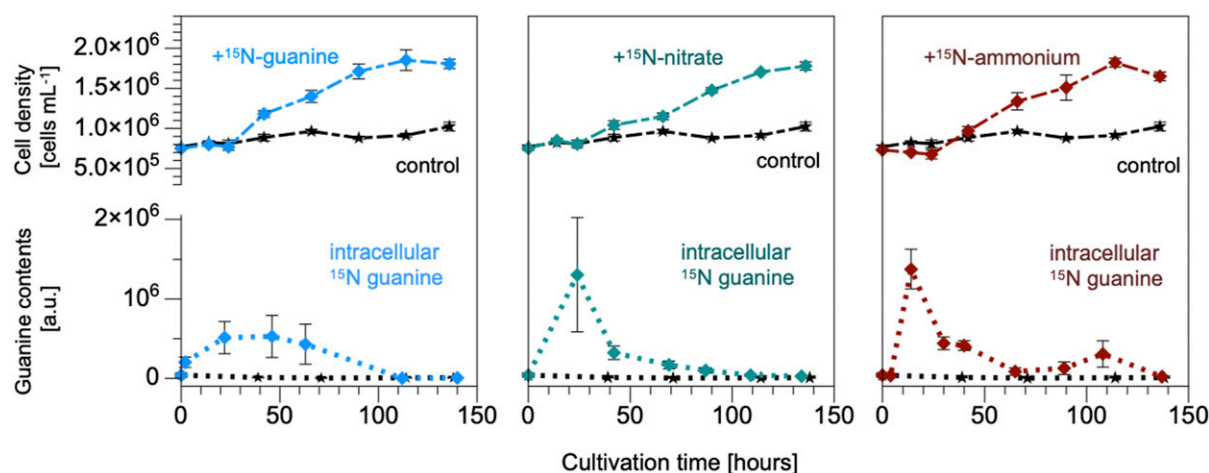 Cell density
[cells mL⁻¹]
2.0×10⁶
1.5×10⁶
1.0×10⁶
5.0×10⁵
+¹⁵N-guanine
control
+¹⁵N-nitrate
control
+¹⁵N-ammonium
control
Guanine contents
[a.u.]
2×10⁶
10⁶
0
intracellular
¹⁵N guanine
intracellular
¹⁵N guanine
intracellular
¹⁵N guanine
0 50 100 150
0 50 100 150
0 50 100 150
Cultivation time [hours]